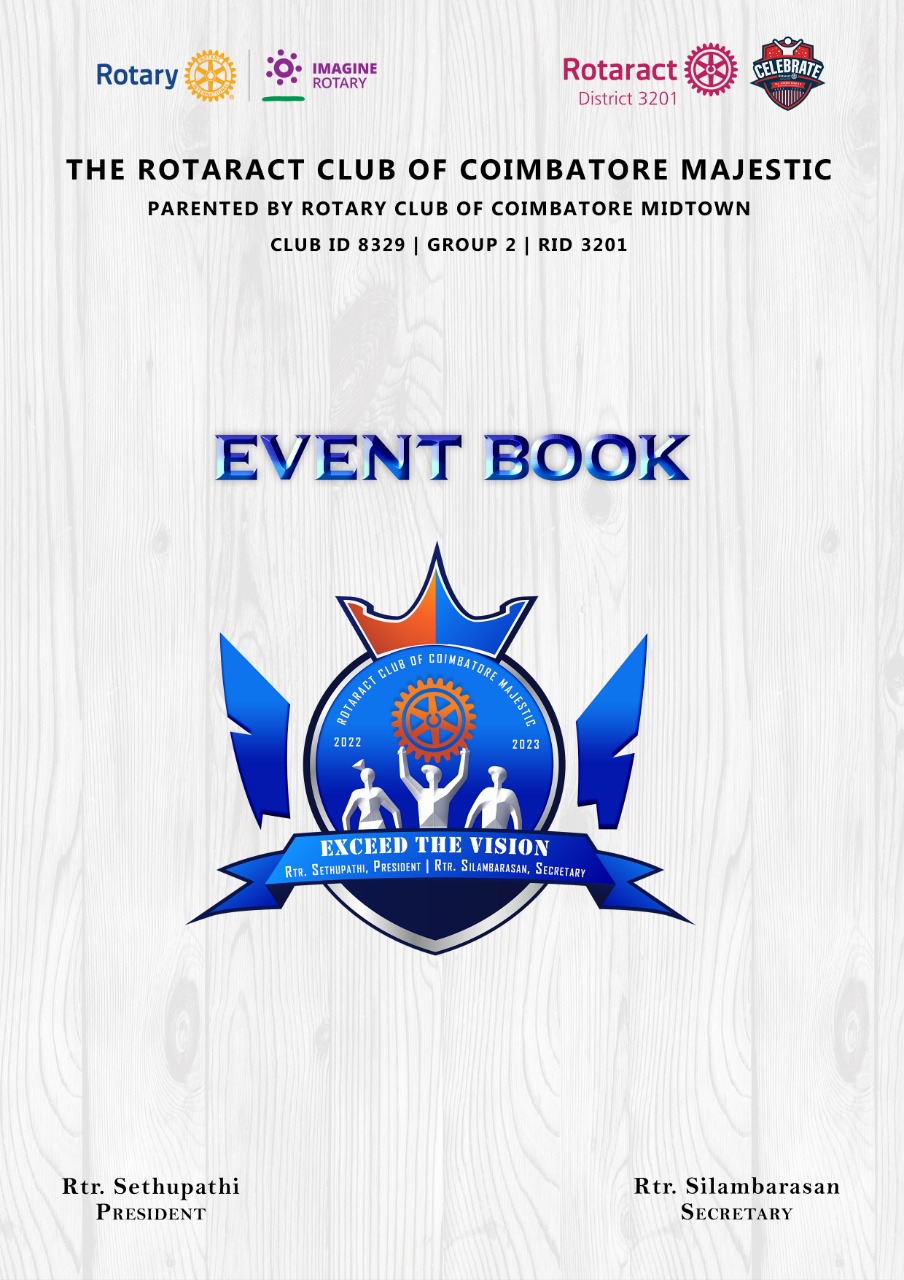 Rotary
IMAGINE
ROTARY
Rotaract
District 3201
CELEBRATE
THE ROTARACT CLUB OF COIMBATORE MAJESTIC
PARENTED BY ROTARY CLUB OF COIMBATORE MIDTOWN
CLUB ID 8329 | GROUP 2 | RID 3201
EVENT BOOK
ROTARACT CLUB OF COIMBATORE MAJESTIC
2022 2023
EXCEED THE VISION
RTR. SETHUPATHI, PRESIDENT | RTR. SILAMBARASAN, SECRETARY
Rtr. Sethupathi
PRESIDENT
Rtr. Silambarasan
SECRETARY